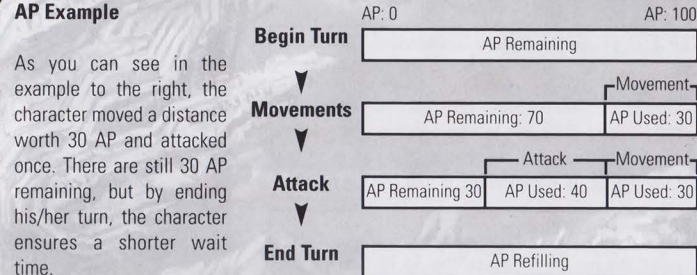 AP Example
As you can see in the
example to the right, the
character moved a distance
worth 30 AP and attacked
once. There are still 30 AP
remaining, but by ending
his/her turn, the character
ensures a shorter wait
time.
AP: 0 AP: 100
Begin Turn AP Remaining
Movement
Movements AP Remaining: 70 AP Used: 30
Attack Movement
Attack AP Remaining 30 AP Used: 40 AP Used: 30
End Turn AP Refilling